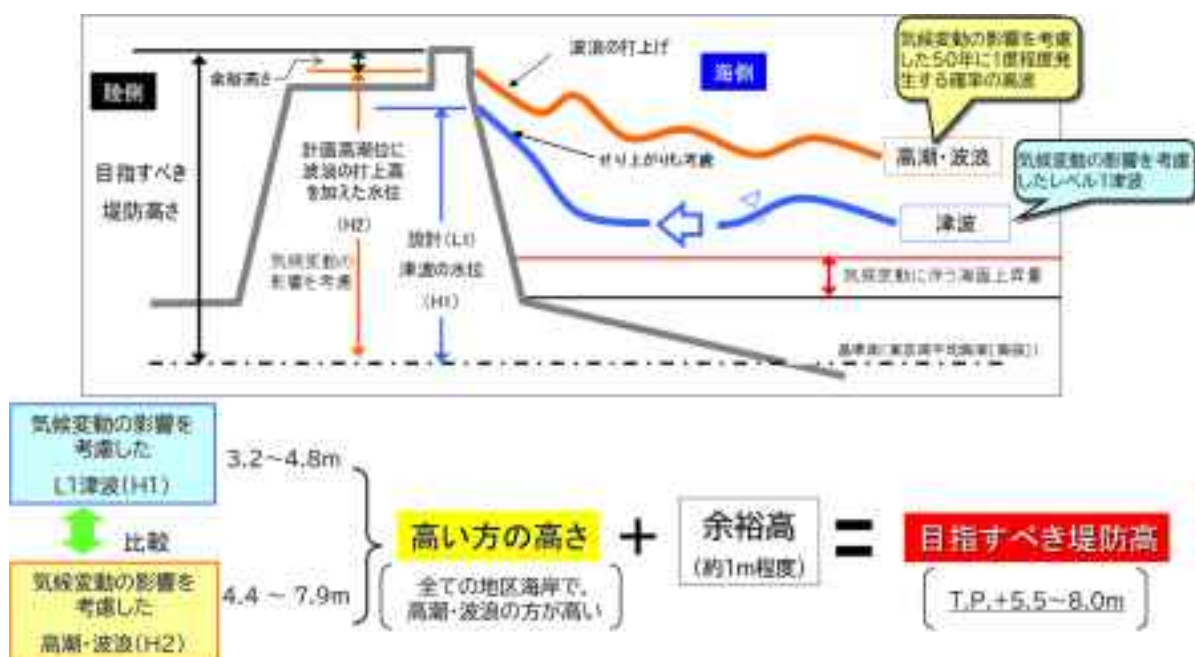 気候変動の影響を考慮
した50年に1度程度発
生する確率の高波
波浪の打上げ
余裕高さ
陸側
海側
目指すべき
堤防高さ
計画高潮位に
波浪の打上高
を加えた水位
(H2)
気候変動の
影響を考慮
せり上がりも考慮
高潮・波浪
気候変動の影響を考慮
したレベル1津波
津波
設計(L1)
津波の水位
(H1)
気候変動に伴う海面上昇量
気候変動の影響を
考慮した
L1津波(H1)
3.2～4.8m
比較
気候変動の影響を
考慮した
高潮・波浪(H2)
4.4 ～ 7.9m
高い方の高さ
全ての地区海岸で、
高潮・波浪の方が高い
+
余裕高
(約1m程度)
=
目指すべき堤防高
T.P.+5.5～8.0m